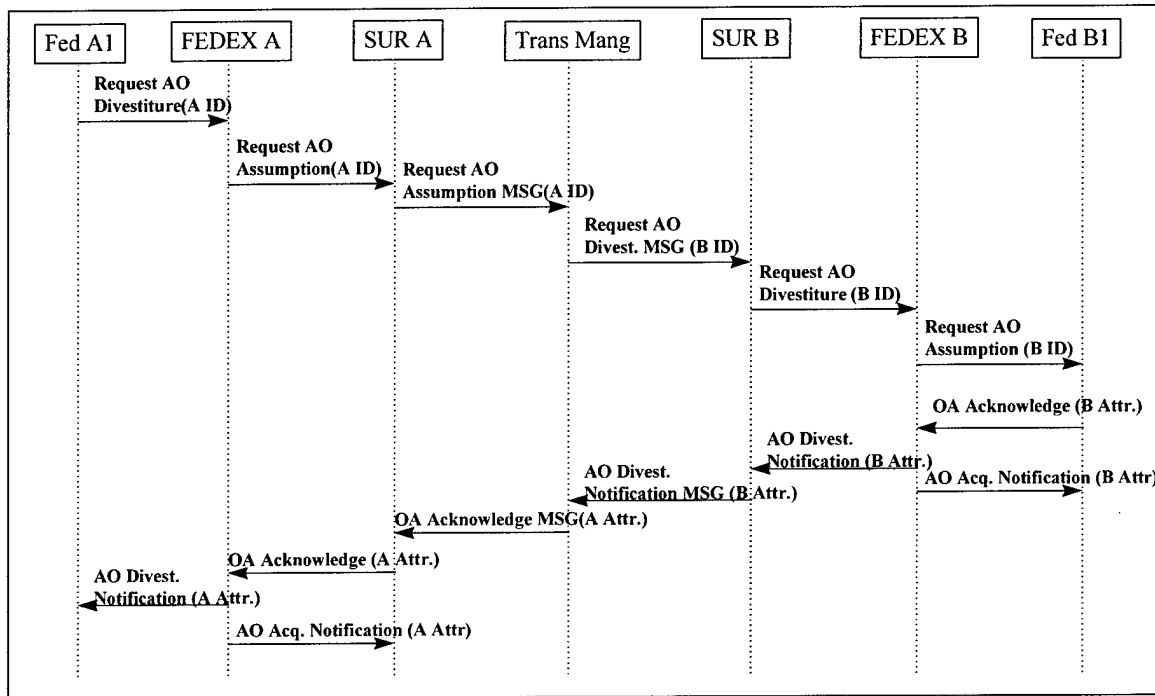 Fed A1
FEDEX A
SUR A
Trans Mang
SUR B
FEDEX B
Fed B1
Request AO
Divestiture(A ID)
Request AO
Assumption(A ID)
Request AO
Assumption MSG(A ID)
Request AO
Divest. MSG (B ID)
Request AO
Divestiture (B ID)
Request AO
Assumption (B ID)
OA Acknowledge (B Attr.)
AO Divest.
Notification (B Attr.)
AO Acq. Notification (B Attr)
AO Divest.
Notification MSG (B Attr.)
OA Acknowledge MSG(A Attr.)
OA Acknowledge (A Attr.)
AO Divest.
Notification (A Attr.)
AO Acq. Notification (A Attr)